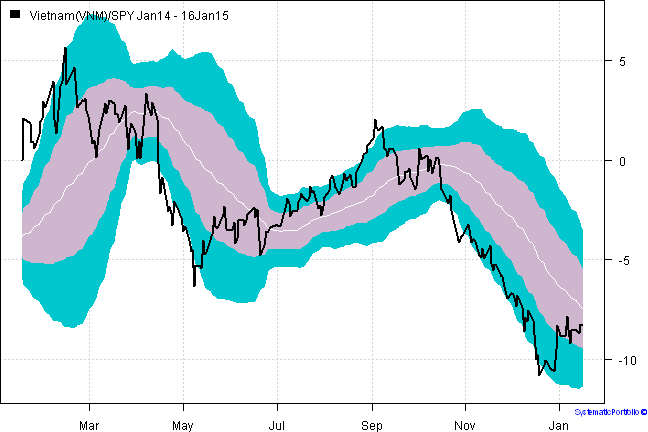 Vietnam(VNM)/SPY Jan14 - 16Jan15
5
0
-5
-10
Mar May Jul Sep Nov Jan
SystematicPortfolio ©